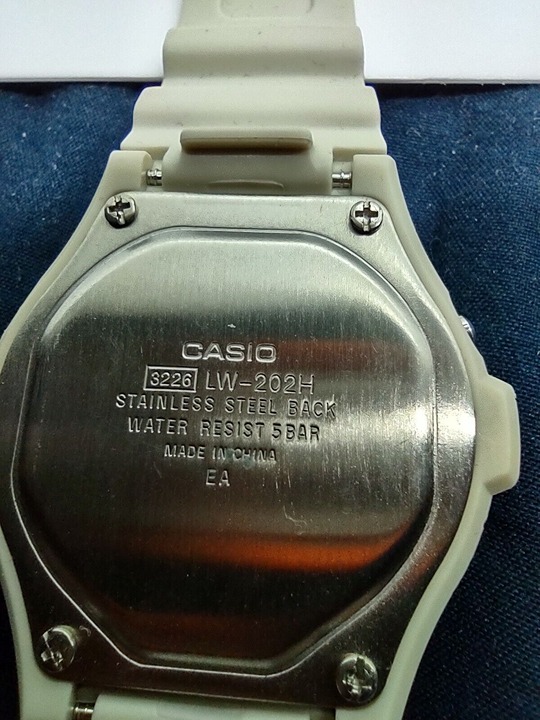 CASIO
3226 LW-202H
STAINLESS STEEL BACK
WATER RESIST 5BAR
MADE IN CHINA
EA